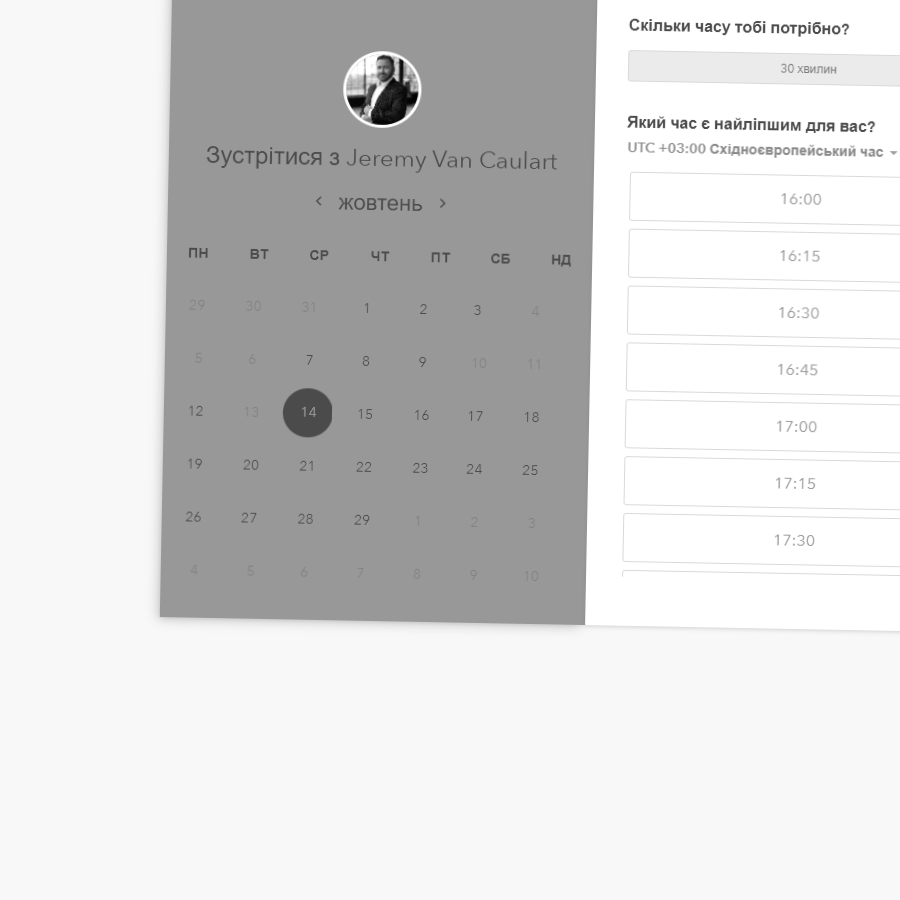 Зустрітися з Jeremy Van Caulart
жовтень
ПН ВТ СР ЧТ ПТ СБ НД
29 30 31 1 2 3 4
5 6 7 8 9 10 11
12 13 14 15 16 17 18
19 20 21 22 23 24 25
26 27 28 29 1 2 3
4 5 6 7 8 9 10
Скільки часу тобі потрібно?
30 хвилин
Який час є найліпшим для вас?
UTC +03:00 Східноєвропейський час
16:00
16:15
16:30
16:45
17:00
17:15
17:30